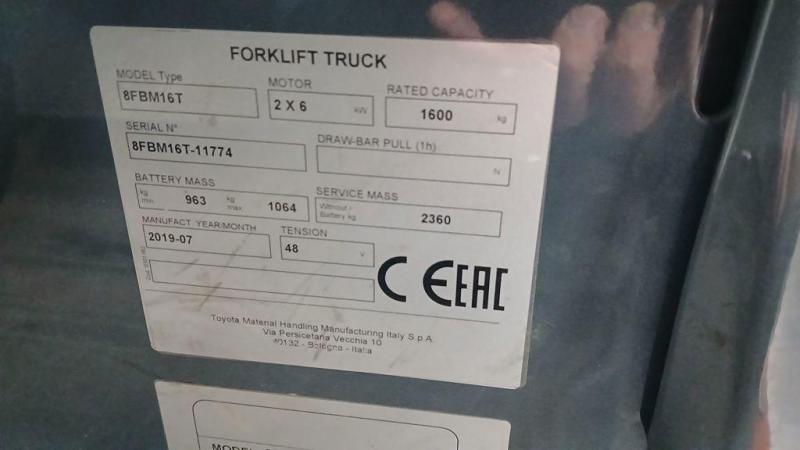 FORKLIFT TRUCK
MODEL Type
8FBM16T
MOTOR
2 X 6 kW
RATED CAPACITY
1600 kg
SERIAL N°
8FBM16T-11774
DRAW-BAR PULL (1h)
N
BATTERY MASS
kg min 963 kg max 1064
SERVICE MASS
Without / Battery kg 2360
MANUFACT YEAR/MONTH
2019-07
TENSION
48 V
CE EAC
Toyota Material Handling Manufacturing Italy S.p.A.
Via Persicetana Vecchia 10
40132 - Bologna - Italia